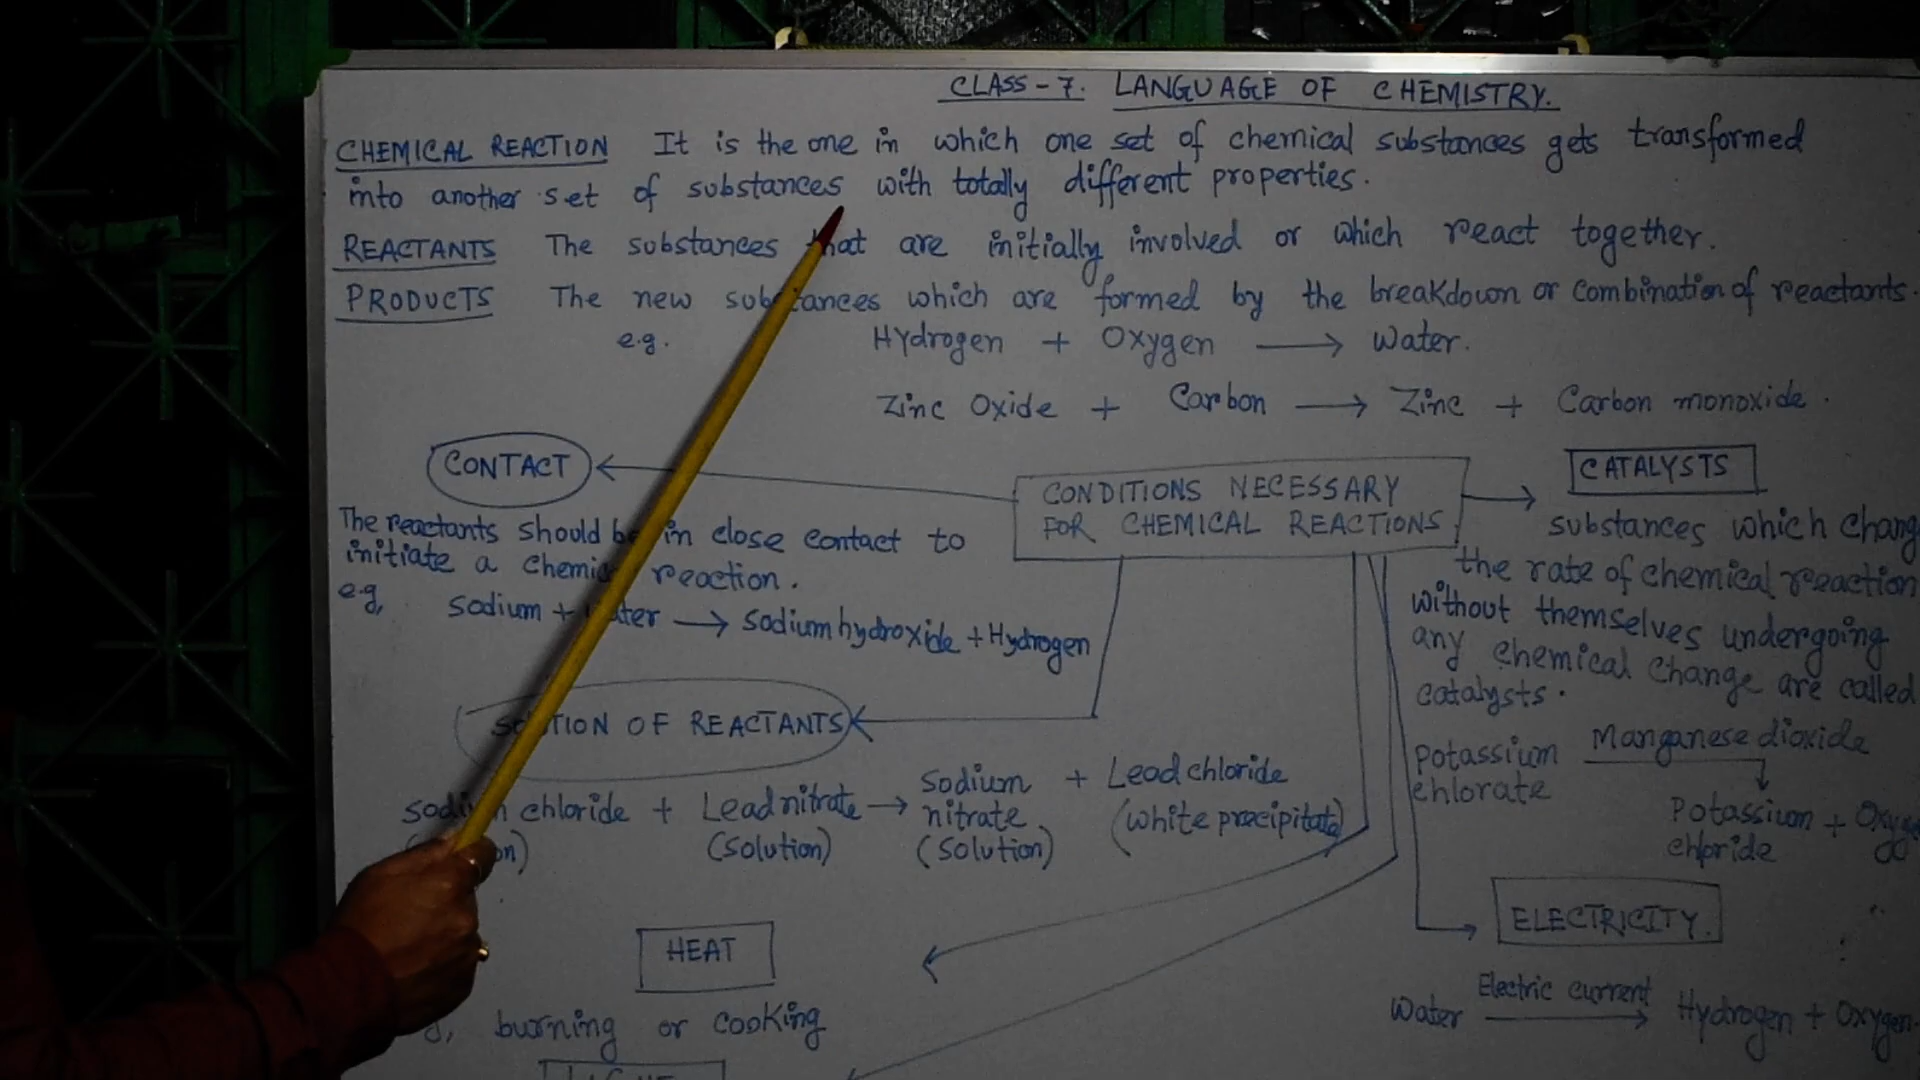 CLASS - 7. LANGUAGE OF CHEMISTRY.
CHEMICAL REACTION It is the one in which one set of chemical substances gets transformed
into another set of substances with totally different properties.
REACTANTS The substances that are initially involved or which react together.
PRODUCTS The new substances which are formed by the breakdown or combination of reactants.
e.g. Hydrogen + Oxygen → Water.
Zinc Oxide + Carbon → Zinc + Carbon monoxide.
CONTACT
The reactants should be in close contact to
initiate a chemical reaction.
e.g, sodium + water → sodium hydroxide + Hydrogen
CONDITIONS NECESSARY
FOR CHEMICAL REACTIONS
CATALYSTS
substances which chang
the rate of chemical reaction
without themselves undergoing
any chemical change are called
catalysts.
Potassium chlorate Manganese dioxide →
Potassium chloride + Oxyge
SOLUTION OF REACTANTS
sodium chloride + Lead nitrate → Sodium nitrate + Lead chloride
(solution) (solution) (white precipitate)
HEAT
burning or cooking
ELECTRICITY.
Water Electric current → Hydrogen + Oxygen.